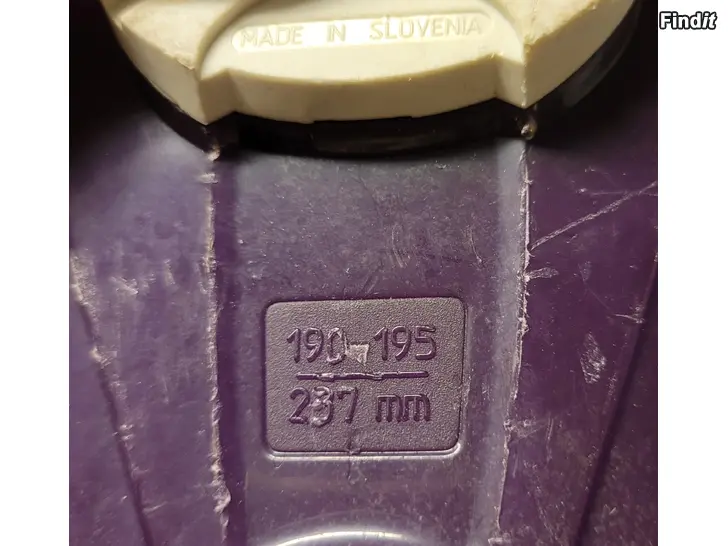 Findit
MADE IN SLOVENIA
190-195
237 mm